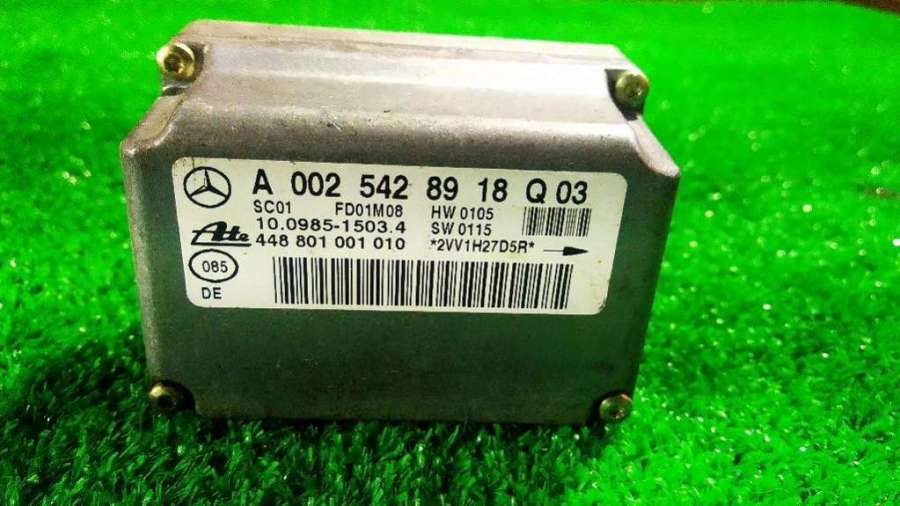 A 002 542 89 18 Q 03
SC01 FD01M08 HW 0105
10.0985-1503.4 SW 0115
Ate 448 801 001 010 *2VV1H27D5R*
085
DE